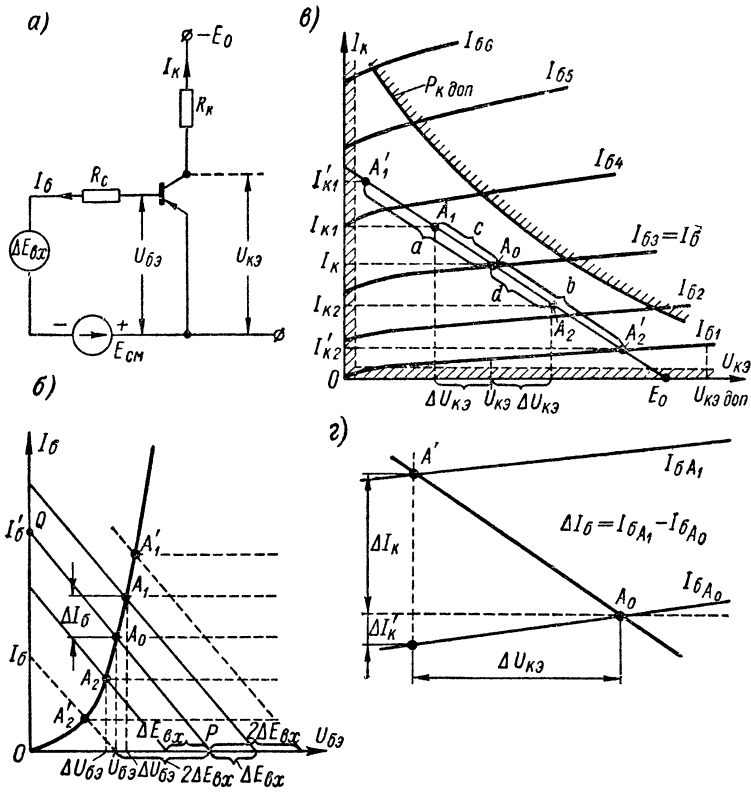 а)
–E₀
Iк
Rк
Iб
Rс
ΔEвх
Uбэ
Uкэ
– +
Eсм
в)
Iк
Iб6
Iб5
Pк доп
Iб4
I'к1
A'₁
Iк1
A₁
c
a
A₀
Iб3=Iб
Iк
d
b
Iк2
A₂
Iб2
I'к2
A'₂
Iб1
Uкэ
0
ΔUкэ
Uкэ
ΔUкэ
E₀
Uкэ доп
б)
Iб
Q
I'б
A'₁
A₁
ΔIб
A₀
Iб
A₂
A'₂
ΔEвх
P
2ΔEвх
0
Uбэ
ΔUбэ
Uбэ
ΔUбэ
2ΔEвх
ΔEвх
г)
A'
IбA₁
ΔIб=IбA₁–IбA₀
ΔIк
IбA₀
A₀
ΔI'к
ΔUкэ